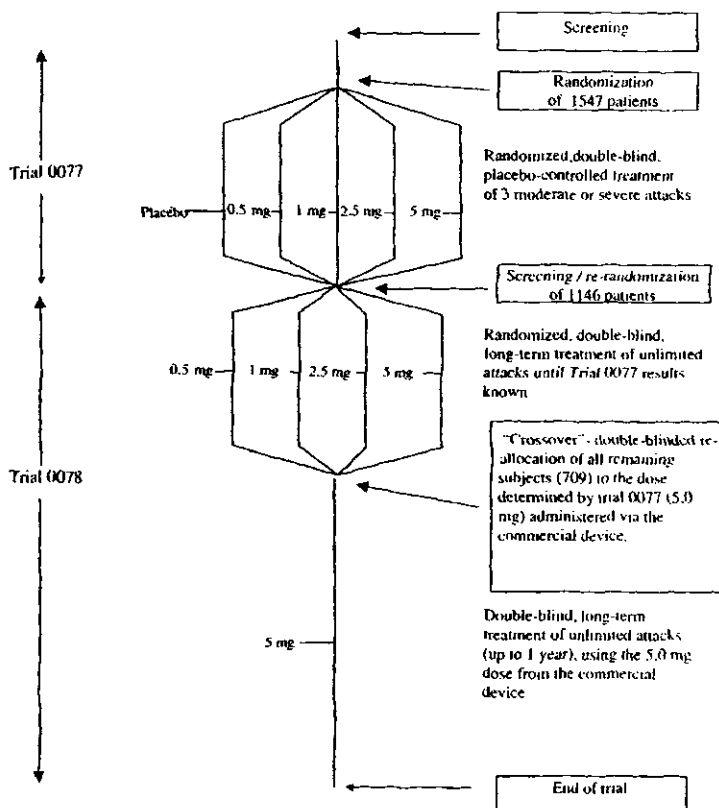 Screening
Randomization
of 1547 patients
Trial 0077
Randomized,double-blind,
placebo-controlled treatment
of 3 moderate or severe attacks
Placebo
0.5 mg
1 mg
2.5 mg
5 mg
Screening / re-randomization
of 1146 patients
Randomized, double-blind,
long-term treatment of unlimited
attacks until Trial 0077 results
known
0.5 mg
1 mg
2.5 mg
5 mg
"Crossover"- double-blinded re-
allocation of all remaining
subjects (709) to the dose
determined by trial 0077 (5.0
mg) administered via the
commercial device.
Trial 0078
Double-blind, long-term
treatment of unlimited attacks
(up to 1 year), using the 5.0 mg
dose from the commercial
device
5 mg
End of trial